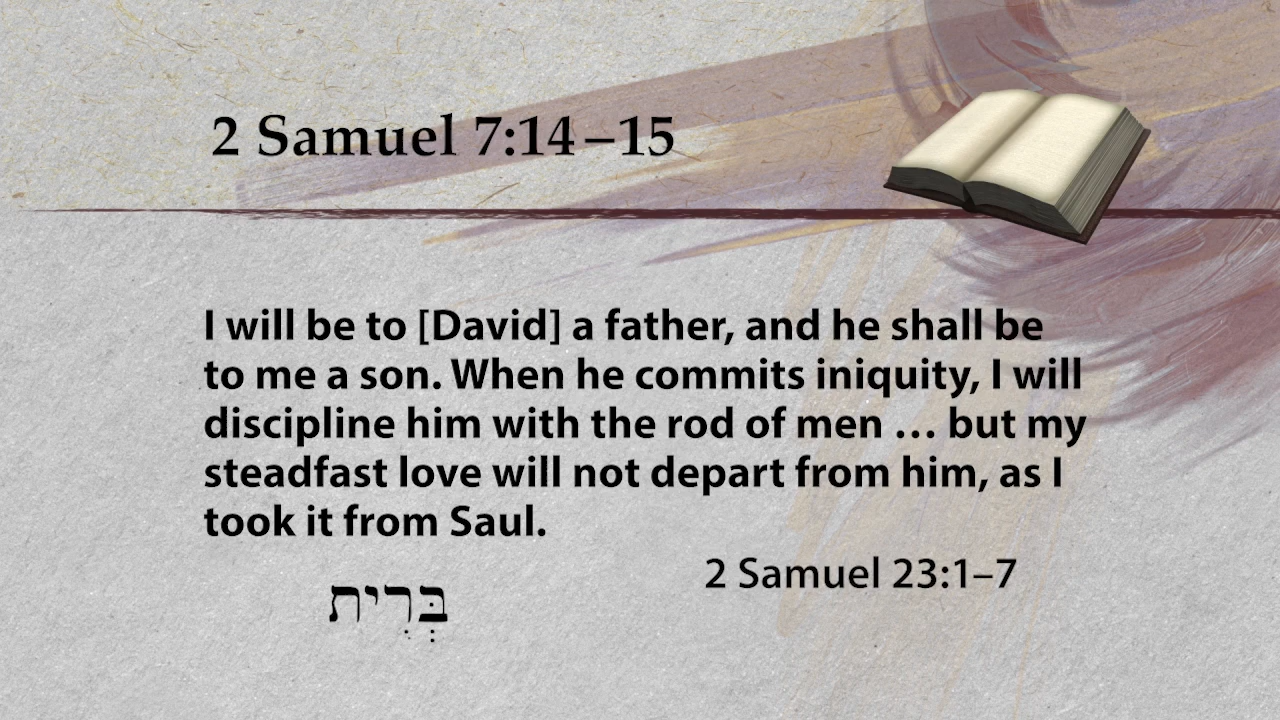 2 Samuel 7:14–15
I will be to [David] a father, and he shall be
to me a son. When he commits iniquity, I will
discipline him with the rod of men … but my
steadfast love will not depart from him, as I
took it from Saul.
2 Samuel 23:1–7
בְּרִית